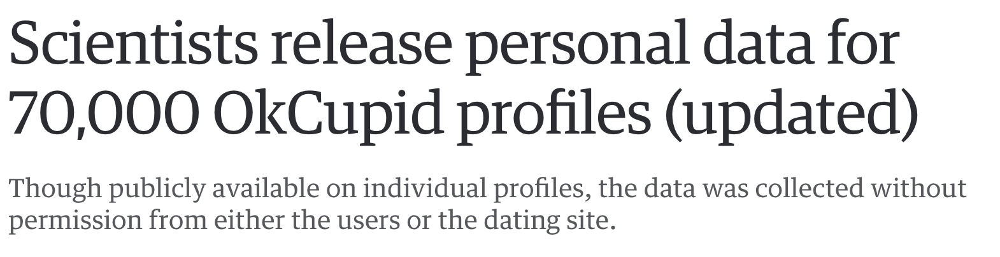 Scientists release personal data for
70,000 OkCupid profiles (updated)
Though publicly available on individual profiles, the data was collected without
permission from either the users or the dating site.